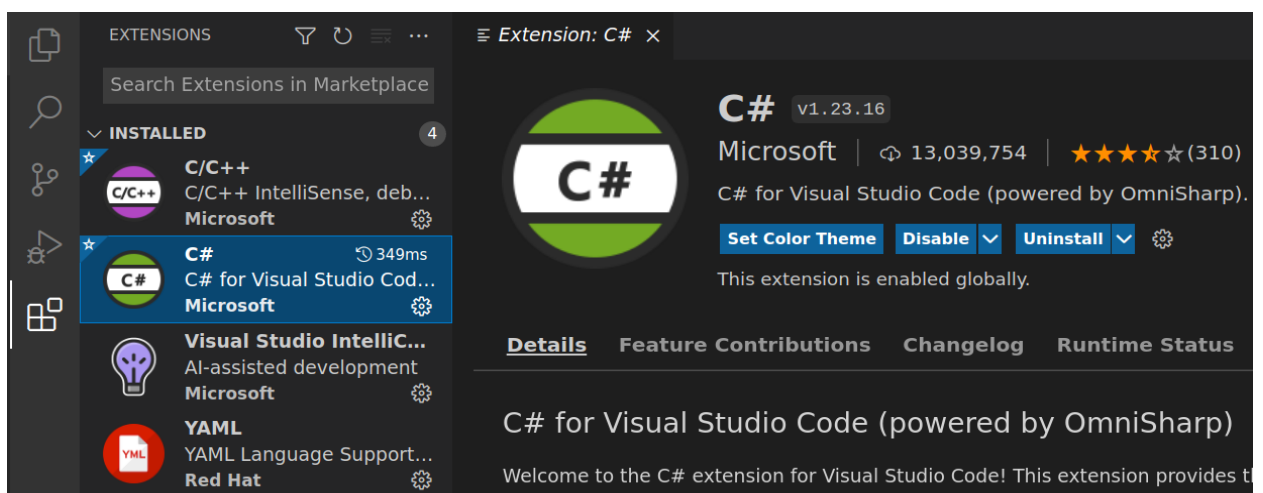 EXTENSIONS
Search Extensions in Marketplace
INSTALLED 4
C/C++
C/C++
C/C++ IntelliSense, deb...
Microsoft
C#
C# 349ms
C# for Visual Studio Cod...
Microsoft
Visual Studio IntelliC...
AI-assisted development
Microsoft
YML
YAML
YAML Language Support...
Red Hat
Extension: C#
C#
C# v1.23.16
Microsoft 13,039,754 (310)
C# for Visual Studio Code (powered by OmniSharp).
Set Color Theme Disable Uninstall
This extension is enabled globally.
Details Feature Contributions Changelog Runtime Status
C# for Visual Studio Code (powered by OmniSharp)
Welcome to the C# extension for Visual Studio Code! This extension provides